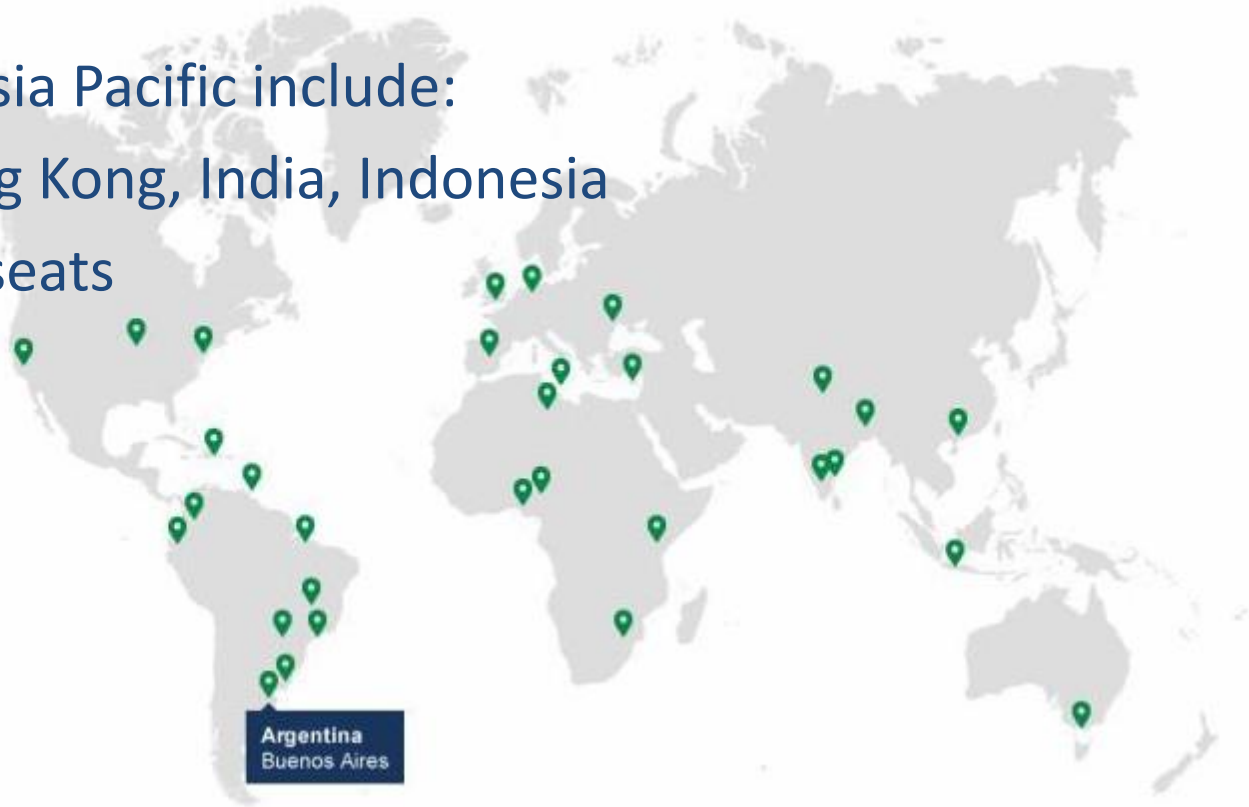 sia Pacific include:
g Kong, India, Indonesia
seats
Argentina
Buenos Aires